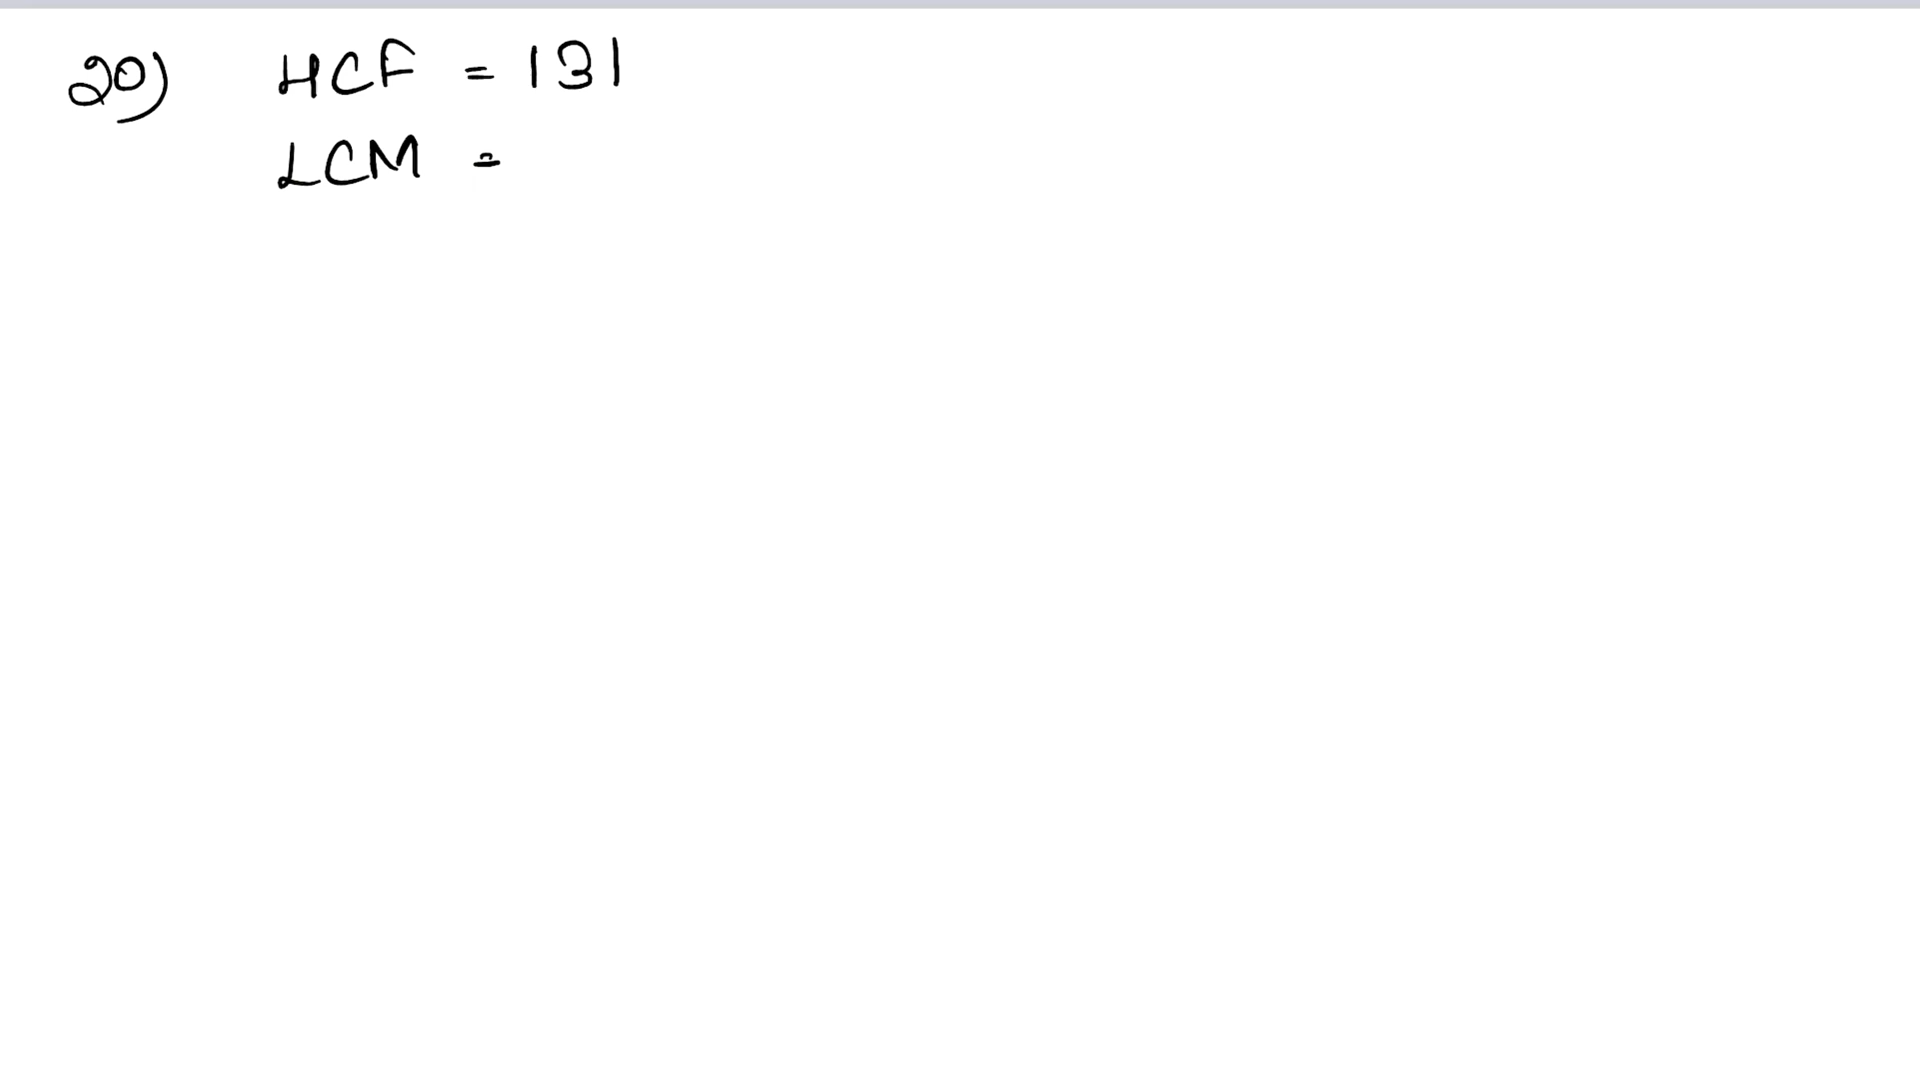 20) HCF = 131
LCM =